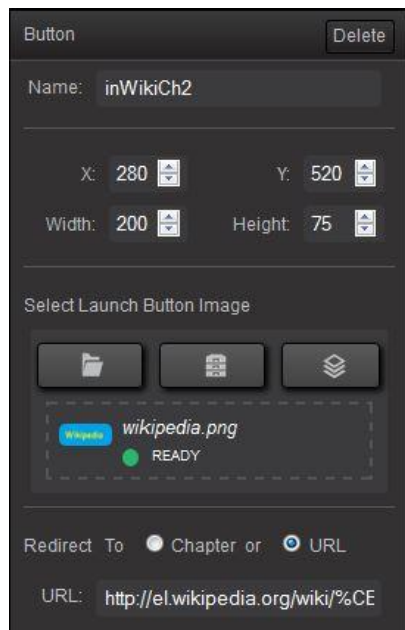 Button Delete
Name: inWikiCh2
X: 280 Y: 520
Width: 200 Height: 75
Select Launch Button Image
Wikipedia wikipedia.png
READY
Redirect To Chapter or URL
URL: http://el.wikipedia.org/wiki/%CE